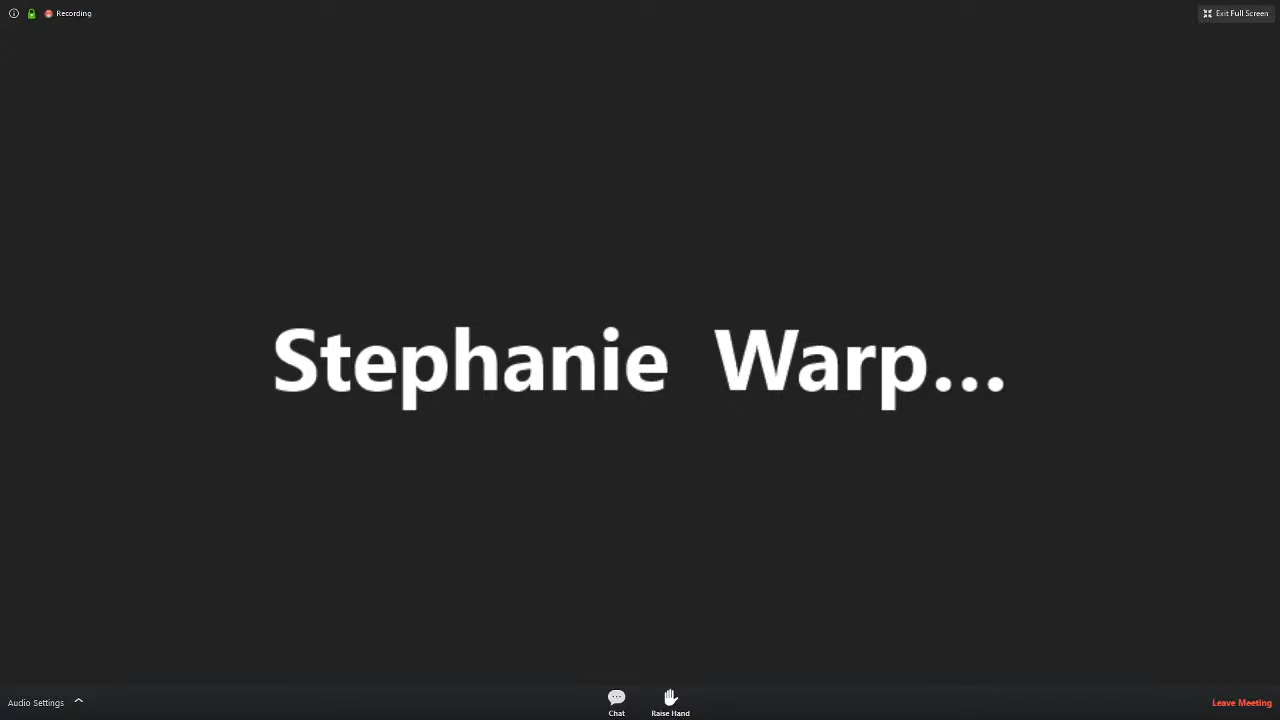 Recording
Exit Full Screen
Stephanie Warp...
Audio Settings
Chat
Raise Hand
Leave Meeting